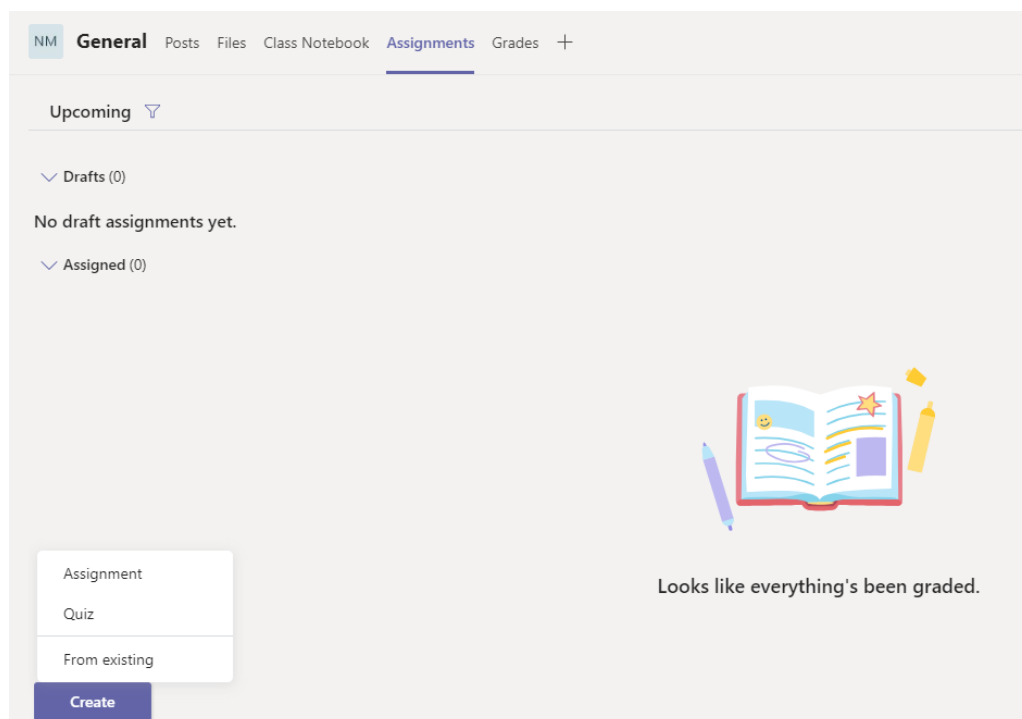 NM General Posts Files Class Notebook Assignments Grades +
Upcoming
Drafts (0)
No draft assignments yet.
Assigned (0)
Looks like everything's been graded.
Assignment
Quiz
From existing
Create